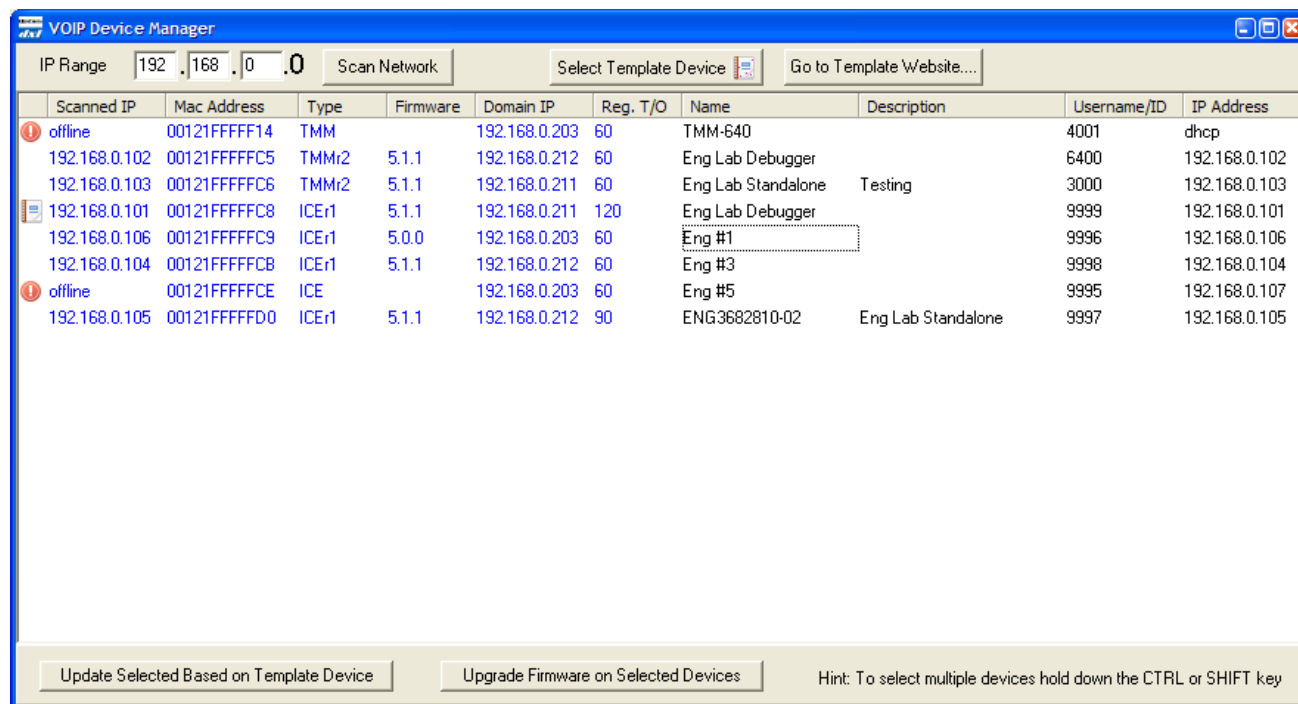 VOIP Device Manager
IP Range 192 . 168 . 0 .0 Scan Network Select Template Device Go to Template Website....
Scanned IP Mac Address Type Firmware Domain IP Reg. T/O Name Description Username/ID IP Address
offline 00121FFFFF14 TMM 192.168.0.203 60 TMM-640 4001 dhcp
192.168.0.102 00121FFFFFC5 TMMr2 5.1.1 192.168.0.212 60 Eng Lab Debugger 6400 192.168.0.102
192.168.0.103 00121FFFFFC6 TMMr2 5.1.1 192.168.0.211 60 Eng Lab Standalone Testing 3000 192.168.0.103
192.168.0.101 00121FFFFFC8 ICEr1 5.1.1 192.168.0.211 120 Eng Lab Debugger 9999 192.168.0.101
192.168.0.106 00121FFFFFC9 ICEr1 5.0.0 192.168.0.203 60 Eng #1 9996 192.168.0.106
192.168.0.104 00121FFFFFCB ICEr1 5.1.1 192.168.0.212 60 Eng #3 9998 192.168.0.104
offline 00121FFFFFCE ICE 192.168.0.203 60 Eng #5 9995 192.168.0.107
192.168.0.105 00121FFFFFD0 ICEr1 5.1.1 192.168.0.212 90 ENG3682810-02 Eng Lab Standalone 9997 192.168.0.105
Update Selected Based on Template Device Upgrade Firmware on Selected Devices Hint: To select multiple devices hold down the CTRL or SHIFT key